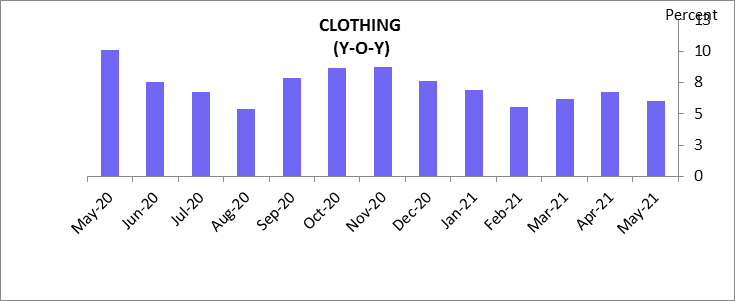 Percent
CLOTHING
(Y-O-Y)
13
10
8
5
3
0
May-20
Jun-20
Jul-20
Aug-20
Sep-20
Oct-20
Nov-20
Dec-20
Jan-21
Feb-21
Mar-21
Apr-21
May-21